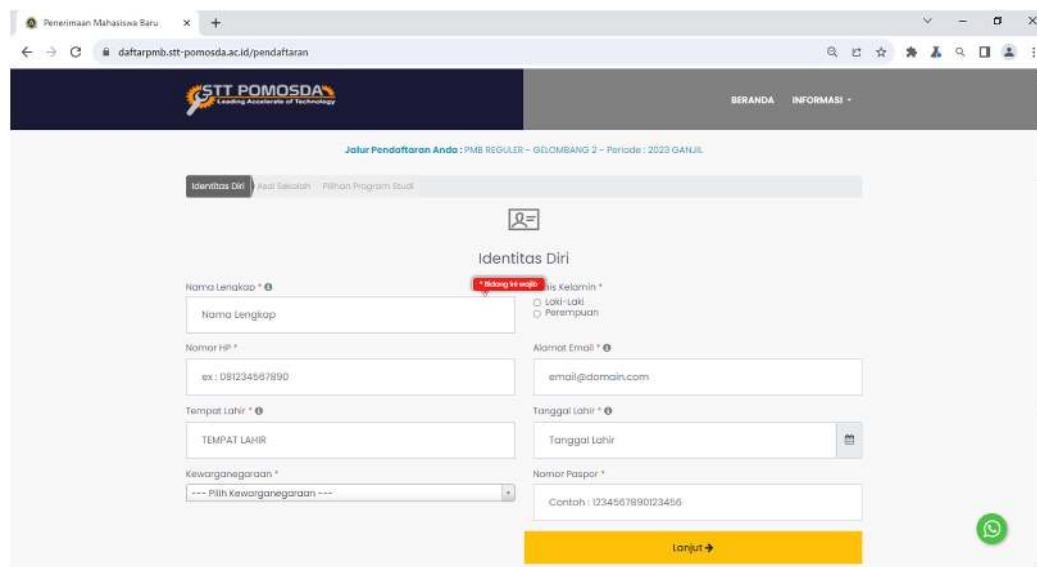 Penerimaan Mahasiswa Baru
daftarpmb.stt-pomosda.ac.id/pendaftaran
STT POMOSDA
Leading Accelerate of Technology
BERANDA INFORMASI
Jalur Pendaftaran Anda : PMB REGULER - GELOMBANG 2 - Periode : 2023 GANJIL
Identitas Diri Asal Sekolah Pilihan Program Studi
Identitas Diri
Nama Lengkap * * Bidang ini wajib Jenis Kelamin *
Nama Lengkap
Laki-Laki
Perempuan
Nomor HP * Alamat Email *
ex : 081234567890 email@domain.com
Tempat Lahir * Tanggal Lahir *
TEMPAT LAHIR Tanggal Lahir
Kewarganegaraan * Nomor Paspor *
--- Pilih Kewarganegaraan ---
Contoh : 1234567890123456
Lanjut →